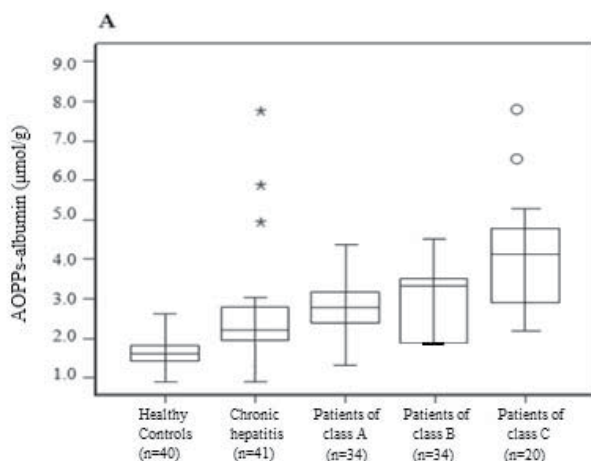 A
9.0
8.0
7.0
6.0
5.0
4.0
3.0
2.0
1.0
AOPPs-albumin (μmol/g)
Healthy Controls (n=40)
Chronic hepatitis (n=41)
Patients of class A (n=34)
Patients of class B (n=34)
Patients of class C (n=20)